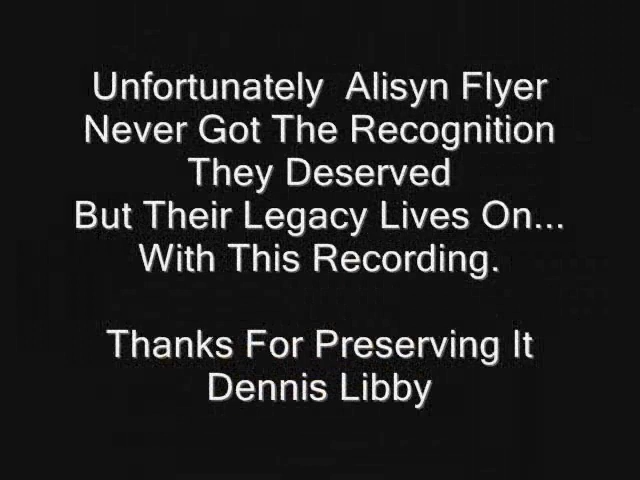 Unfortunately  Alisyn Flyer
Never Got The Recognition
They Deserved
But Their Legacy Lives On...
With This Recording.
Thanks For Preserving It
Dennis Libby